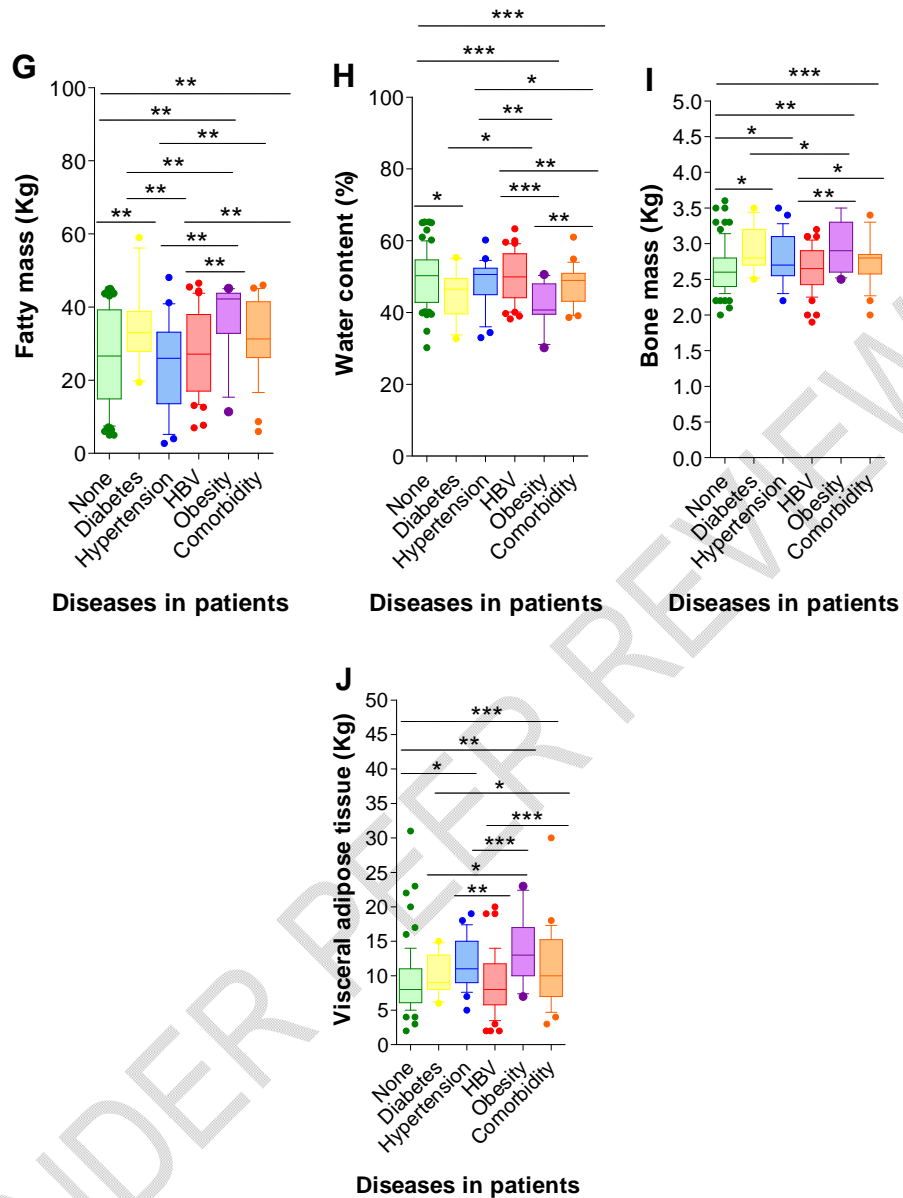 G
Fatty mass (Kg)
100
80
60
40
20
0
**
**
**
**
**
**
**
**
**
None
Diabetes
Hypertension
HBV
Obesity
Comorbidity
Diseases in patients
H
Water content (%)
100
80
60
40
20
0
***
***
*
**
*
**
***
*
**
None
Diabetes
Hypertension
HBV
Obesity
Comorbidity
Diseases in patients
I
Bone mass (Kg)
5.0
4.5
4.0
3.5
3.0
2.5
2.0
1.5
1.0
0.5
0.0
***
**
*
*
*
*
**
None
Diabetes
Hypertension
HBV
Obesity
Comorbidity
Diseases in patients
J
Visceral adipose tissue (Kg)
50
45
40
35
30
25
20
15
10
5
0
***
**
*
*
***
***
*
**
None
Diabetes
Hypertension
HBV
Obesity
Comorbidity
Diseases in patients
UNDER PEER REVIEW